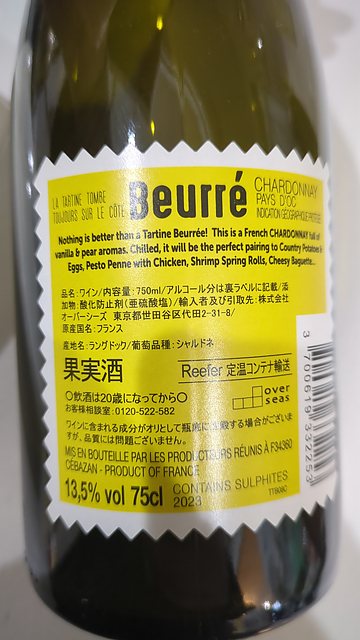 LA TARTINE TOMBE
TOUJOURS SUR LE CÔTÉ
Beurré
CHARDONNAY
PAYS D'OC
INDICATION GÉOGRAPHIQUE PROTÉGÉE
Nothing is better than a Tartine Beurrée! This is a French CHARDONNAY full of
vanilla & pear aromas. Chilled, it will be the perfect pairing to Country Potatoes &
Eggs, Pesto Penne with Chicken, Shrimp Spring Rolls, Cheesy Baguette...
品名:ワイン/内容量:750ml/アルコール分は裏ラベルに記載/添
加物:酸化防止剤(亜硫酸塩)/輸入者及び引取先:株式会社
オーバーシーズ 東京都世田谷区代田2-31-8/
原産国名:フランス
産地名:ラングドック/葡萄品種:シャルドネ
果実酒
Reefer 定温コンテナ輸送
〇飲酒は20歳になってから〇
お客様相談室:0120-522-582
over
seas
ワインに含まれる成分がオリとして瓶底に沈殿する場合がございま
すが、品質には問題ございません。
MIS EN BOUTEILLE PAR LES PRODUCTEURS RÉUNIS À F34360
CÉBAZAN - PRODUCT OF FRANCE
13,5% vol 75cl
CONTAINS SULPHITES
2023
3 700619 332253